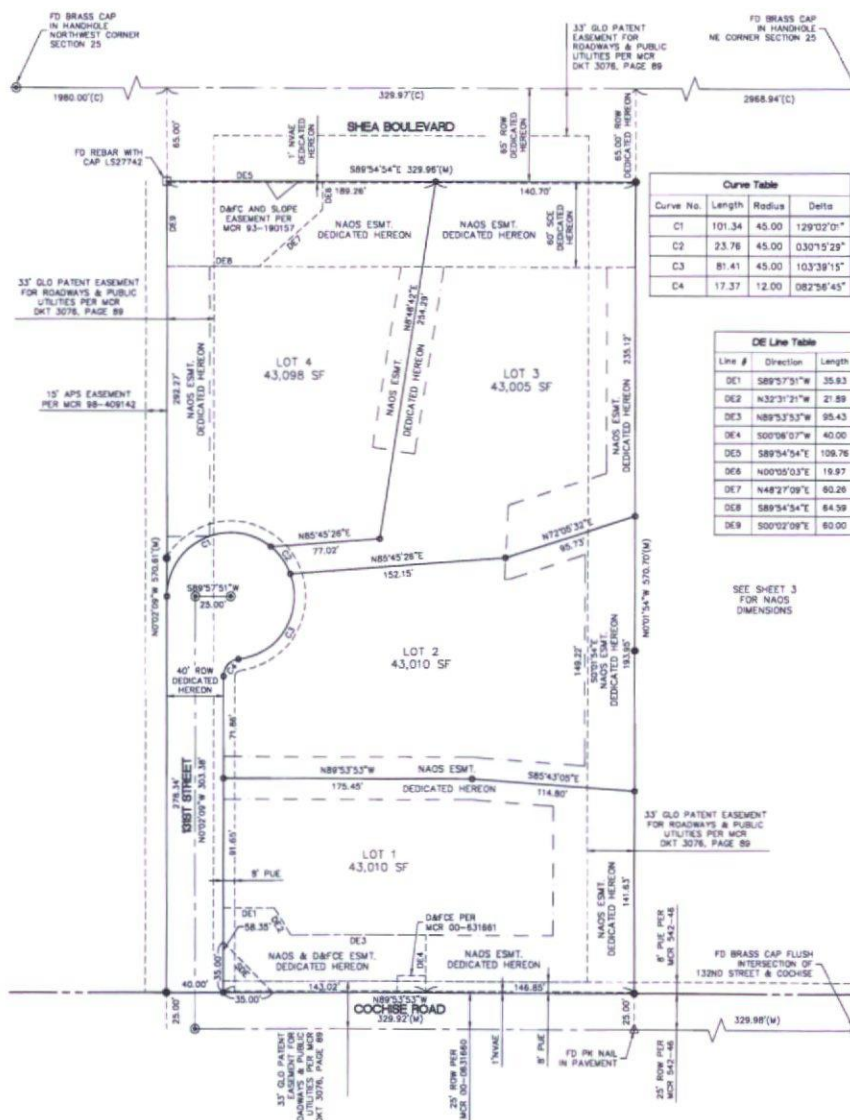 FD BRASS CAP
IN HANDHOLE
NORTHWEST CORNER
SECTION 25
33' GLO PATENT
EASEMENT FOR
ROADWAYS & PUBLIC
UTILITIES PER MCR
DKT 3076, PAGE 89
FD BRASS CAP
IN HANDHOLE
NE CORNER SECTION 25
1980.00'(C)
329.97'(C)
2968.94'(C)
65.00'
SHEA BOULEVARD
1' NVAE
DEDICATED
HEREON
65' ROW
DEDICATED
HEREON
65.00' ROW
DEDICATED HEREON
FD REBAR WITH
CAP LS27742
DE5
S89°54'54"E 329.96'(M)
189.26'
140.70'
DE6
DE9
D&FC AND SLOPE
EASEMENT PER
MCR 93-190157
DE7
DE8
NAOS ESMT.
DEDICATED HEREON
NAOS ESMT.
DEDICATED HEREON
60' SCE
DEDICATED
HEREON
Curve Table
Curve No. Length Radius Delta
C1 101.34 45.00 129°02'01"
C2 23.76 45.00 030°15'29"
C3 81.41 45.00 103°39'15"
C4 17.37 12.00 082°56'45"
33' GLO PATENT EASEMENT
FOR ROADWAYS & PUBLIC
UTILITIES PER MCR
DKT 3076, PAGE 89
15' APS EASEMENT
PER MCR 98-409142
292.27'
NAOS ESMT.
DEDICATED HEREON
LOT 4
43,098 SF
N8°48'42"E
254.29'
NAOS ESMT.
DEDICATED HEREON
LOT 3
43,005 SF
235.12'
NAOS ESMT.
DEDICATED HEREON
DE Line Table
Line # Direction Length
DE1 S89°57'51"W 35.93
DE2 N32°31'21"W 21.89
DE3 N89°53'53"W 95.43
DE4 S00°06'07"W 40.00
DE5 S89°54'54"E 109.76
DE6 N00°05'03"E 19.97
DE7 N48°27'09"E 60.26
DE8 S89°54'54"E 64.59
DE9 S00°02'09"E 60.00
N0°02'09"W 570.61'(M)
C1
C2
N85°45'26"E
77.02'
N85°45'26"E
152.15'
N72°05'32"E
95.73'
N0°01'54"W 570.70'(M)
S89°57'51"W
25.00'
C3
C4
SEE SHEET 3
FOR NAOS
DIMENSIONS
40' ROW
DEDICATED
HEREON
LOT 2
43,010 SF
149.22'
S0°01'54"E
NAOS ESMT.
DEDICATED HEREON
193.95'
71.86'
278.34'
131ST STREET
N0°02'09"W 303.38'
N89°53'53"W
175.45'
NAOS ESMT.
DEDICATED HEREON
S85°43'05"E
114.80'
91.65'
LOT 1
43,010 SF
8' PUE
33' GLO PATENT EASEMENT
FOR ROADWAYS & PUBLIC
UTILITIES PER MCR
DKT 3076, PAGE 89
NAOS ESMT.
DEDICATED HEREON
141.63'
DE1
DE2
DE3
DE4
58.35'
D&FCE PER
MCR 00-631661
NAOS & D&FCE ESMT.
DEDICATED HEREON
NAOS ESMT.
DEDICATED HEREON
8' PUE PER
MCR 542-46
FD BRASS CAP FLUSH
INTERSECTION OF
132ND STREET & COCHISE
35.00'
40.00'
35.00'
143.02'
146.85'
25.00'
25.00'
N89°53'53"W
COCHISE ROAD
329.92'(M)
329.98'(M)
33' GLO PATENT
EASEMENT FOR
ROADWAYS & PUBLIC
UTILITIES PER MCR
DKT 3076, PAGE 89
25' ROW PER
MCR 00-0631660
1' NVAE
8' PUE
FD PK NAIL
IN PAVEMENT
25' ROW PER
MCR 542-46